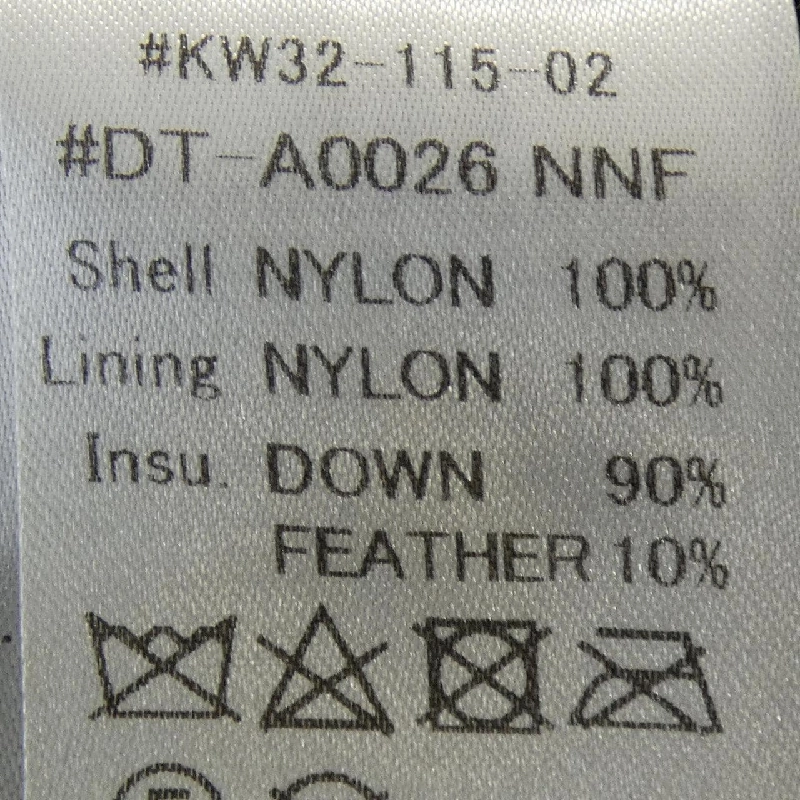 #KW32-115-02
#DT-A0026 NNF
Shell NYLON 100%
Lining NYLON 100%
Insu. DOWN 90%
FEATHER 10%